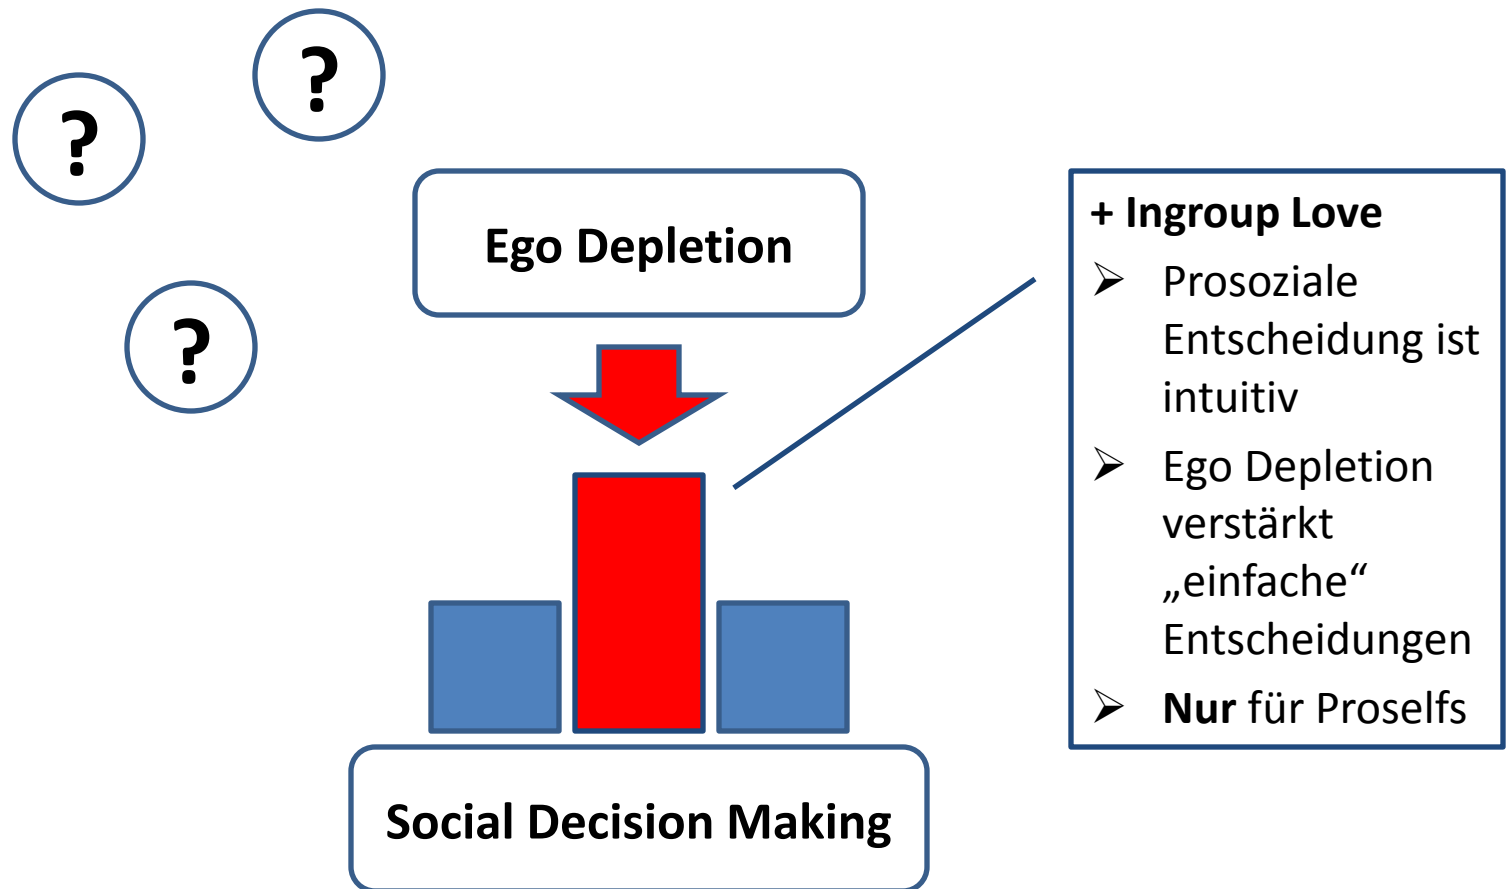 ?
?
?
Ego Depletion
+ Ingroup Love
➢ Prosoziale
Entscheidung ist
intuitiv
➢ Ego Depletion
verstärkt
„einfache“
Entscheidungen
➢ Nur für Proselfs
Social Decision Making